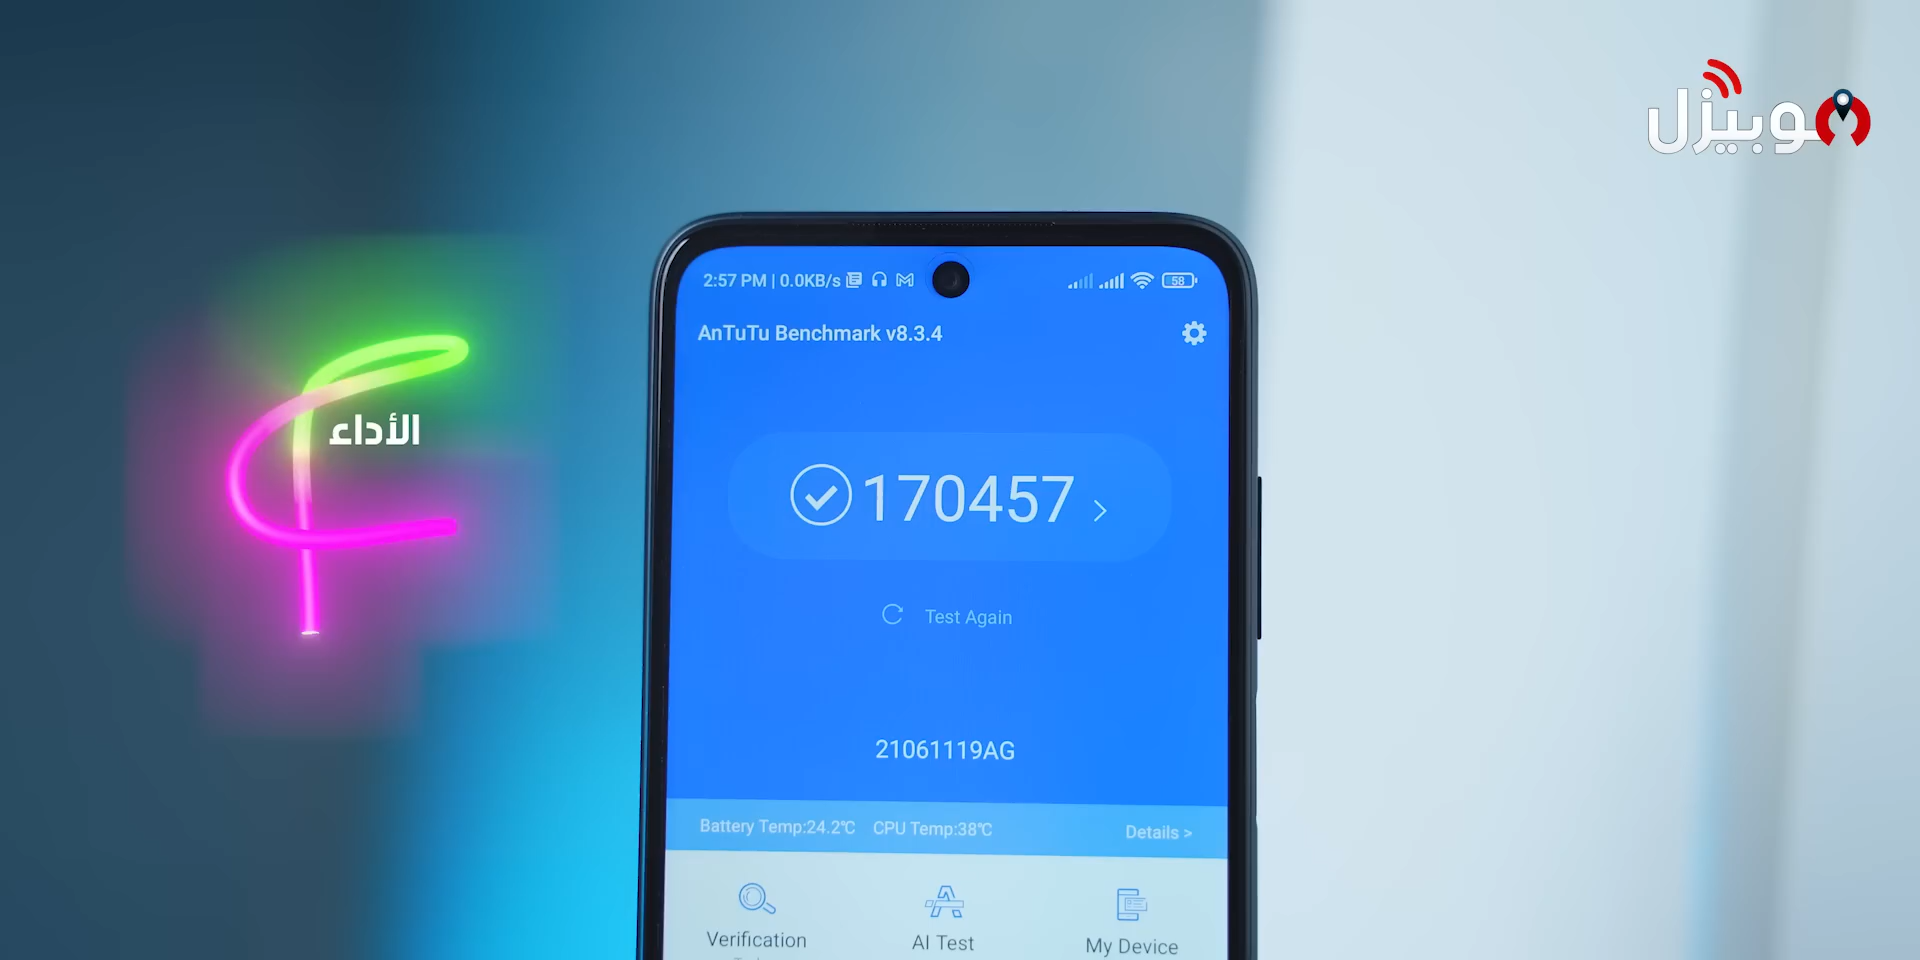 موبيزل
2:57 PM | 0.0KB/s
58
AnTuTu Benchmark v8.3.4
الأداء
170457 >
Test Again
21061119AG
Battery Temp:24.2℃ CPU Temp:38℃ Details >
Verification AI Test My Device